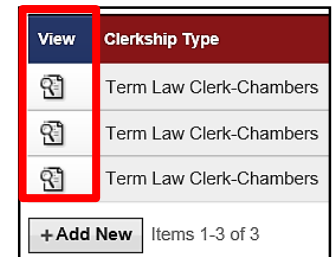 View Clerkship Type
Term Law Clerk-Chambers
Term Law Clerk-Chambers
Term Law Clerk-Chambers
+Add New Items 1-3 of 3